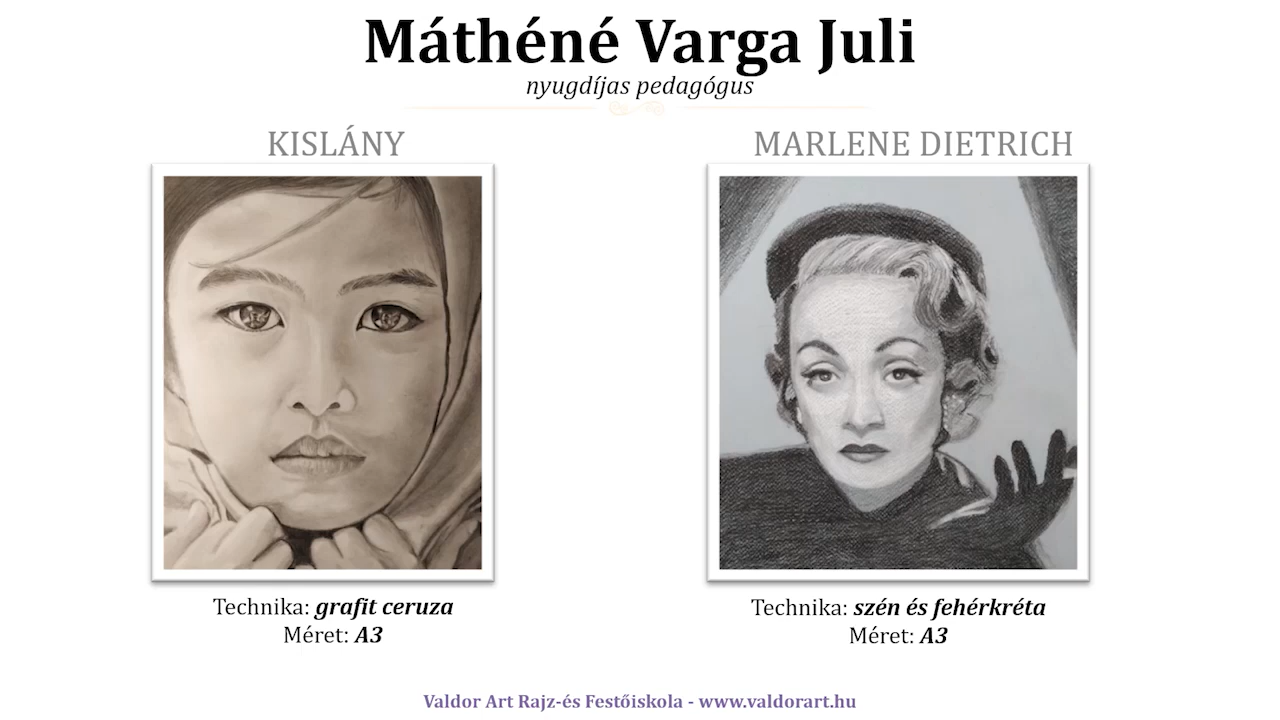 Máthéné Varga Juli
nyugdíjas pedagógus
KISLÁNY
Technika: grafit ceruza
Méret: A3
MARLENE DIETRICH
Technika: szén és fehérkréta
Méret: A3
Valdor Art Rajz-és Festőiskola - www.valdorart.hu